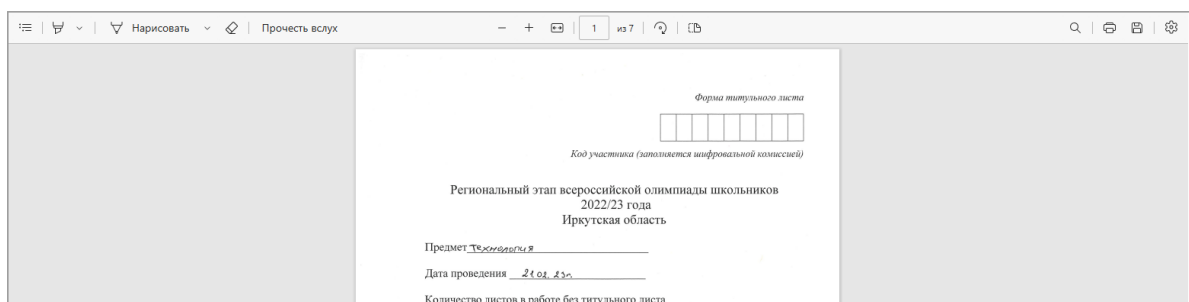 Нарисовать Прочесть вслух 1 из 7
Форма титульного листа
Код участника (заполняется шифровальной комиссией)
Региональный этап всероссийской олимпиады школьников
2022/23 года
Иркутская область
Предмет Технология
Дата проведения 21.02.23г.
Количество листов в работе без титульного листа